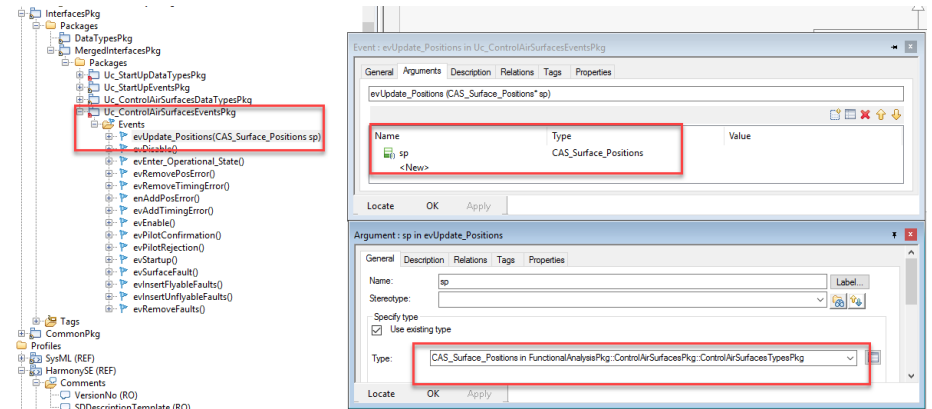 InterfacesPkg
Packages
DataTypesPkg
MergedInterfacesPkg
Packages
Uc_StartUpDataTypesPkg
Uc_StartUpEventsPkg
Uc_ControlAirSurfacesDataTypesPkg
Uc_ControlAirSurfacesEventsPkg
Events
evUpdate_Positions(CAS_Surface_Positions sp)
evDisable()
evEnter_Operational_State()
evRemovePosError()
evRemoveTimingError()
enAddPosError()
evAddTimingError()
evEnable()
evPilotConfirmation()
evPilotRejection()
evStartup()
evSurfaceFault()
evInsertFlyableFaults()
evInsertUnflyableFaults()
evRemoveFaults()
Tags
CommonPkg
Profiles
SysML (REF)
HarmonySE (REF)
Comments
VersionNo (RO)
SDDescriptionTemplate (RO)
Event : evUpdate_Positions in Uc_ControlAirSurfacesEventsPkg
General Arguments Description Relations Tags Properties
evUpdate_Positions (CAS_Surface_Positions* sp)
Name Type Value
sp CAS_Surface_Positions
<New>
Locate OK Apply
Argument : sp in evUpdate_Positions
General Description Relations Tags Properties
Name: sp Label...
Stereotype:
Specify type
Use existing type
Type: CAS_Surface_Positions in FunctionalAnalysisPkg::ControlAirSurfacesPkg::ControlAirSurfacesTypesPkg
Locate OK Apply